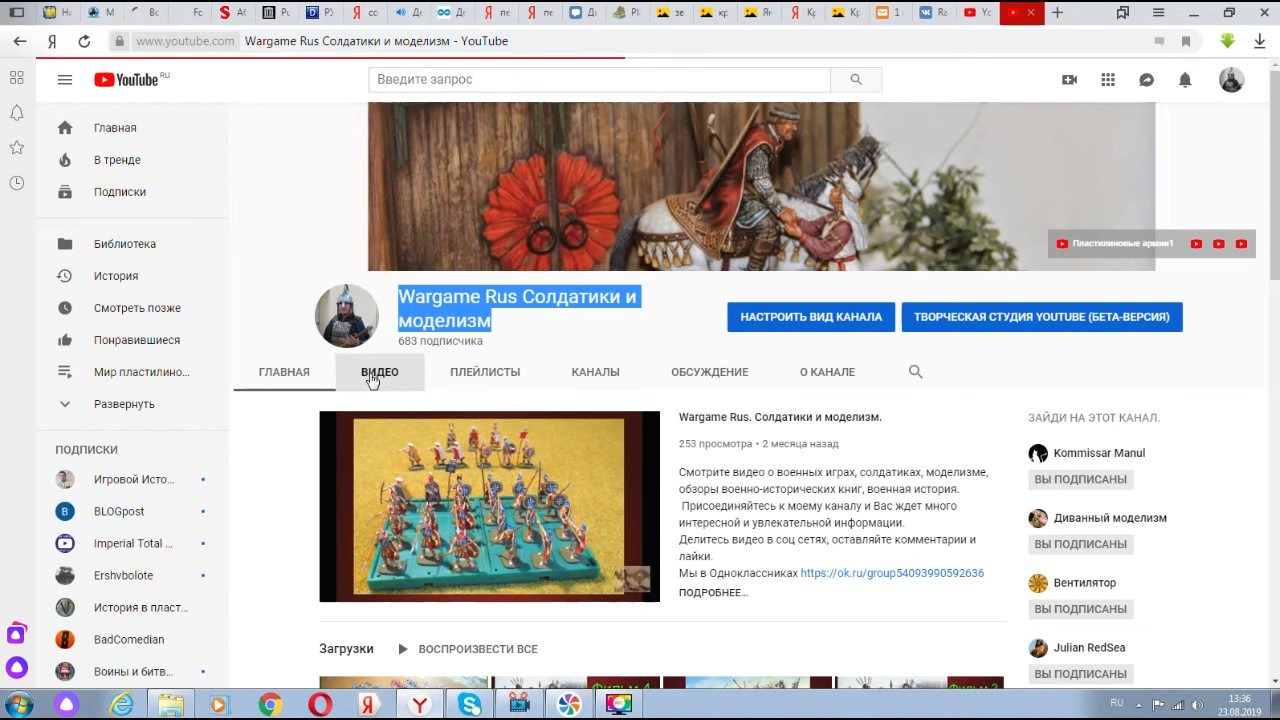 www.youtube.com Wargame Rus Солдатики и моделизм - YouTube
YouTube RU
Введите запрос
Главная
В тренде
Подписки
Библиотека
История
Смотреть позже
Понравившиеся
Мир пластилино...
Развернуть
ПОДПИСКИ
Игровой Исто...
BLOGpost
Imperial Total ...
Ershvbolote
История в пласт...
BadComedian
Воины и битв...
Пластилиновые армии1
Wargame Rus Солдатики и
моделизм
683 подписчика
НАСТРОИТЬ ВИД КАНАЛА
ТВОРЧЕСКАЯ СТУДИЯ YOUTUBE (БЕТА-ВЕРСИЯ)
ГЛАВНАЯ
ВИДЕО
ПЛЕЙЛИСТЫ
КАНАЛЫ
ОБСУЖДЕНИЕ
О КАНАЛЕ
Wargame Rus. Солдатики и моделизм.
253 просмотра • 2 месяца назад
Смотрите видео о военных играх, солдатиках, моделизме,
обзоры военно-исторических книг, военная история.
Присоединяйтесь к моему каналу и Вас ждет много
интересной и увлекательной информации.
Делитесь видео в соц сетях, оставляйте комментарии и
лайки.
Мы в Одноклассниках https://ok.ru/group54093990592636
ПОДРОБНЕЕ...
ЗАЙДИ НА ЭТОТ КАНАЛ.
Kommissar Manul
ВЫ ПОДПИСАНЫ
Диванный моделизм
ВЫ ПОДПИСАНЫ
Вентилятор
ВЫ ПОДПИСАНЫ
Julian RedSea
ВЫ ПОДПИСАНЫ
Загрузки
ВОСПРОИЗВЕСТИ ВСЕ
Фильм 4
RU
13:36
23.08.2019